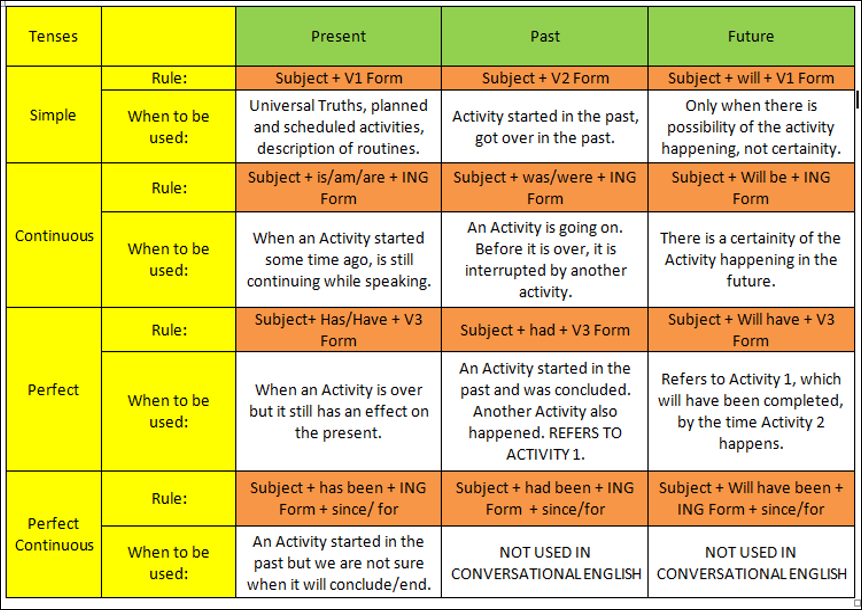 Tenses
Present
Past
Future
Simple
Rule:
Subject + V1 Form
Subject + V2 Form
Subject + will + V1 Form
When to be
used:
Universal Truths, planned
and scheduled activities,
description of routines.
Activity started in the past,
got over in the past.
Only when there is
possibility of the activity
happening, not certainity.
Continuous
Rule:
Subject + is/am/are + ING
Form
Subject + was/were + ING
Form
Subject + Will be + ING
Form
When to be
used:
When an Activity started
some time ago, is still
continuing while speaking.
An Activity is going on.
Before it is over, it is
interrupted by another
activity.
There is a certainity of the
Activity happening in the
future.
Perfect
Rule:
Subject+ Has/Have + V3
Form
Subject + had + V3 Form
Subject + Will have + V3
Form
When to be
used:
When an Activity is over
but it still has an effect on
the present.
An Activity started in the
past and was concluded.
Another Activity also
happened. REFERS TO
ACTIVITY 1.
Refers to Activity 1, which
will have been completed,
by the time Activity 2
happens.
Perfect
Continuous
Rule:
Subject + has been + ING
Form + since/ for
Subject + had been + ING
Form + since/for
Subject + Will have been +
ING Form + since/for
When to be
used:
An Activity started in the
past but we are not sure
when it will conclude/end.
NOT USED IN
CONVERSATIONAL ENGLISH
NOT USED IN
CONVERSATIONAL ENGLISH